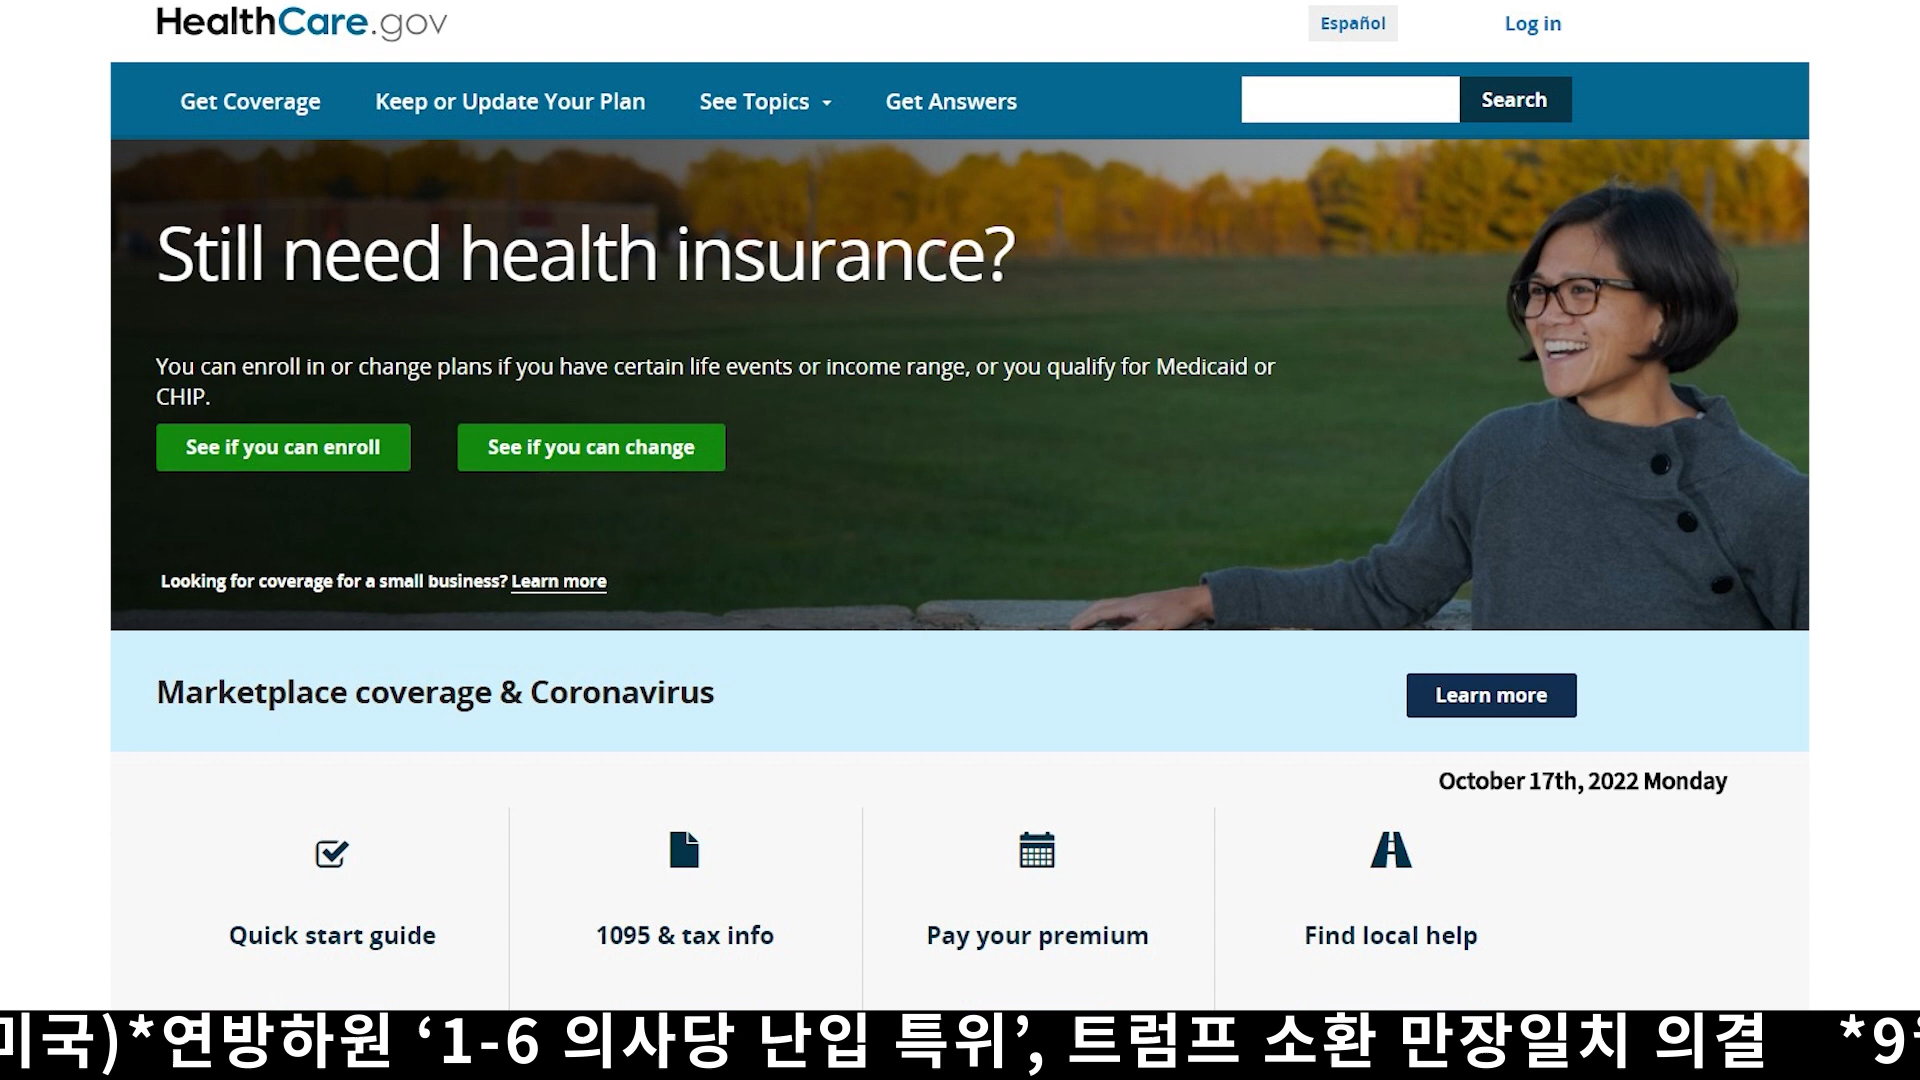 HealthCare.gov
Español
Log in
Get Coverage
Keep or Update Your Plan
See Topics
Get Answers
Search
Still need health insurance?
You can enroll in or change plans if you have certain life events or income range, or you qualify for Medicaid or
CHIP.
See if you can enroll
See if you can change
Looking for coverage for a small business? Learn more
Marketplace coverage & Coronavirus
Learn more
October 17th, 2022 Monday
Quick start guide
1095 & tax info
Pay your premium
Find local help
미국)*연방하원 ‘1-6 의사당 난입 특위’, 트럼프 소환 만장일치 의결 *9